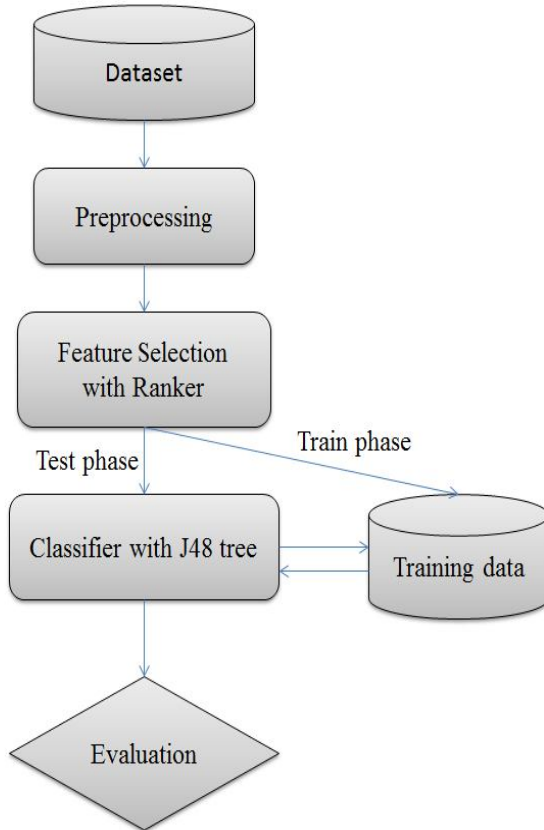 Dataset
Preprocessing
Feature Selection
with Ranker
Train phase
Test phase
Classifier with J48 tree
Training data
Evaluation